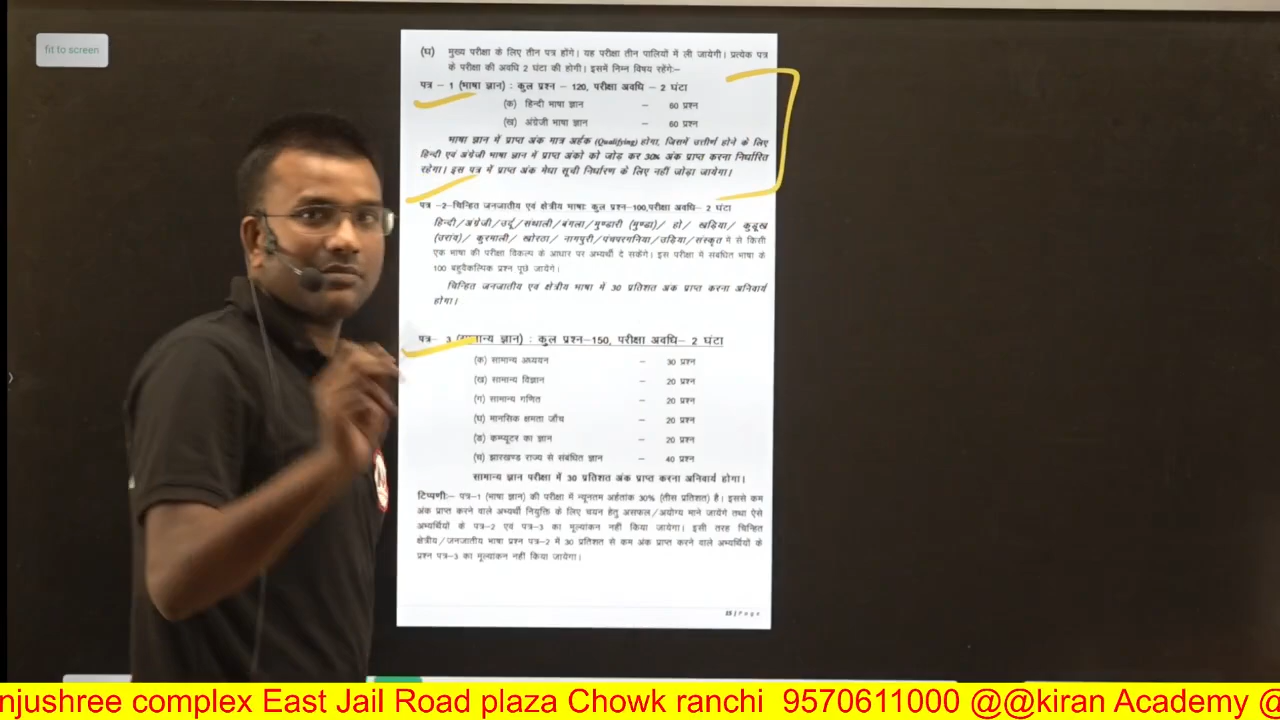 fit to screen
(घ) मुख्य परीक्षा के लिए तीन पत्र होंगे। यह परीक्षा तीन पालियों में ली जायेगी। प्रत्येक पत्र
के परीक्षा की अवधि 2 घंटा की होगी। इसमें निम्न विषय रहेंगे:–
पत्र – 1 (भाषा ज्ञान) : कुल प्रश्न – 120, परीक्षा अवधि – 2 घंटा
(क) हिन्दी भाषा ज्ञान – 60 प्रश्न
(ख) अंग्रेजी भाषा ज्ञान – 60 प्रश्न
भाषा ज्ञान में प्राप्त अंक मात्र अर्हक (Qualifying) होगा, जिसमें उत्तीर्ण होने के लिए
हिन्दी एवं अंग्रेजी भाषा ज्ञान में प्राप्त अंको को जोड़ कर 30% अंक प्राप्त करना निर्धारित
रहेगा। इस पत्र में प्राप्त अंक मेधा सूची निर्धारण के लिए नहीं जोड़ा जायेगा।
पत्र –2–चिन्हित जनजातीय एवं क्षेत्रीय भाषाः कुल प्रश्न–100,परीक्षा अवधि– 2 घंटा
हिन्दी/अंग्रेजी/उर्दू/संथाली/बंगला/मुण्डारी (मुण्डा)/ हो/ खड़िया/ कुडूख
(उरांव)/ कुरमाली/ खोरठा/ नागपुरी/पंचपरगनिया/उड़िया/संस्कृत में से किसी
एक भाषा की परीक्षा विकल्प के आधार पर अभ्यर्थी दे सकेंगे। इस परीक्षा में संबंधित भाषा के
100 बहुवैकल्पिक प्रश्न पूछे जायेंगे।
चिन्हित जनजातीय एवं क्षेत्रीय भाषा में 30 प्रतिशत अंक प्राप्त करना अनिवार्य
होगा।
पत्र– 3 (सामान्य ज्ञान) : कुल प्रश्न–150, परीक्षा अवधि– 2 घंटा
(क) सामान्य अध्ययन – 30 प्रश्न
(ख) सामान्य विज्ञान – 20 प्रश्न
(ग) सामान्य गणित – 20 प्रश्न
(घ) मानसिक क्षमता जाँच – 20 प्रश्न
(ङ) कम्प्यूटर का ज्ञान – 20 प्रश्न
(च) झारखण्ड राज्य से संबंधित ज्ञान – 40 प्रश्न
सामान्य ज्ञान परीक्षा में 30 प्रतिशत अंक प्राप्त करना अनिवार्य होगा।
टिप्पणी:– पत्र–1 (भाषा ज्ञान) की परीक्षा में न्यूनतम अर्हतांक 30% (तीस प्रतिशत) है। इससे कम
अंक प्राप्त करने वाले अभ्यर्थी नियुक्ति के लिए चयन हेतु असफल/अयोग्य माने जायेंगे तथा ऐसे
अभ्यर्थियों के पत्र–2 एवं पत्र–3 का मूल्यांकन नहीं किया जायेगा। इसी तरह चिन्हित
क्षेत्रीय/जनजातीय भाषा प्रश्न पत्र–2 में 30 प्रतिशत से कम अंक प्राप्त करने वाले अभ्यर्थियों के
प्रश्न पत्र–3 का मूल्यांकन नहीं किया जायेगा।
15 | Page
njushree complex East Jail Road plaza Chowk ranchi 9570611000 @@kiran Academy @